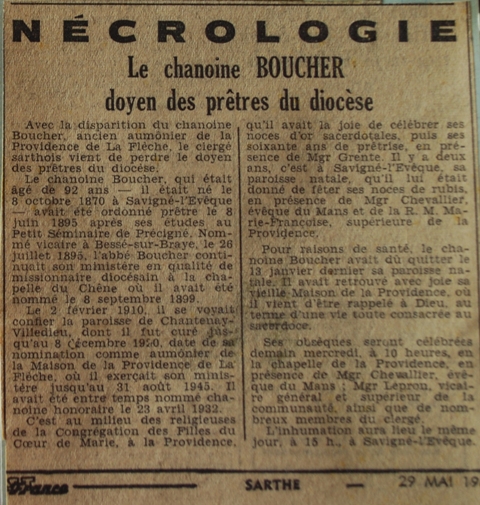 NÉCROLOGIE
Le chanoine BOUCHER
doyen des prêtres du diocèse
Avec la disparition du chanoine
Boucher, ancien aumônier de la
Providence de La Flèche, le clergé
sarthois vient de perdre le doyen
des prêtres du diocèse.
Le chanoine Boucher, qui était
âgé de 92 ans — il était né le
8 octobre 1870 à Savigné-l'Evêque
— avait été ordonné prêtre le 8
juin 1895 après ses études au
Petit Séminaire de Précigné. Nom-
mé vicaire à Bessé-sur-Braye, le 26
juillet 1895, l'abbé Boucher conti-
nuait son ministère en qualité de
missionnaire diocésain à la cha-
pelle du Chêne où il avait été
nommé le 8 septembre 1899.
Le 2 février 1910, il se voyait
confier la paroisse de Chantenay-
Villedieu, dont il fut curé jus-
qu'au 8 décembre 1920, date de sa
nomination comme aumônier de
la Maison de la Providence de La
Flèche, où il exerçait son minis-
tère jusqu'au 31 août 1945. Il
avait été entre temps nommé cha-
noine honoraire le 23 avril 1932.
C'est au milieu des religieuses
de la Congrégation des Filles du
Cœur de Marie, à la Providence,
qu'il avait la joie de célébrer ses
noces d'or sacerdotales, puis ses
soixante ans de prêtrise, en pré-
sence de Mgr Grente. Il y a deux
ans, c'est à Savigné-l'Evêque, sa
paroisse natale, qu'il lui était
donné de fêter ses noces de rubis,
en présence de Mgr Chevallier,
évêque du Mans et de la R. M. Ma-
rie-Françoise, supérieure de la
Providence.
Pour raisons de santé, le cha-
noine Boucher avait dû quitter le
13 janvier dernier sa paroisse na-
tale. Il avait retrouvé avec joie sa
vieille Maison de la Providence, où
il vient d'être rappelé à Dieu, au
terme d'une vie toute consacrée au
sacerdoce.
Ses obsèques seront célébrées
demain mercredi, à 10 heures, en
la chapelle de la Providence, en
présence de Mgr Chevallier, évê-
que du Mans ; Mgr Lepron, vicai-
re général et supérieur de la
communauté, ainsi que de nom-
breux membres du clergé.
L'inhumation aura lieu le même
jour, à 15 h., à Savigné-l'Evêque.
France — SARTHE — 29 MAI 19